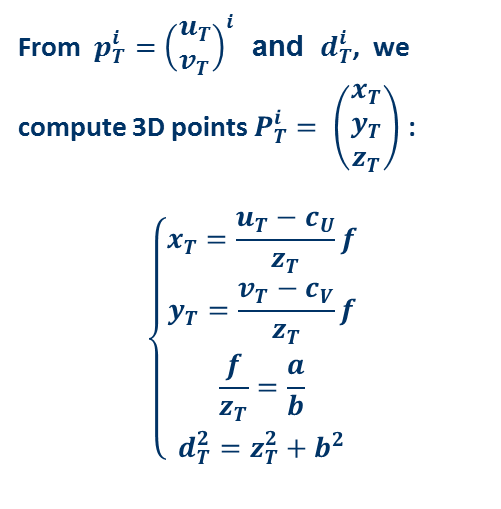 From p_T^i = (u_T v_T)^i and d_T^i, we
compute 3D points P_T^i = (x_T y_T z_T) :
x_T = (u_T − c_U)/z_T f
y_T = (v_T − c_V)/z_T f
f/z_T = a/b
d_T^2 = z_T^2 + b^2